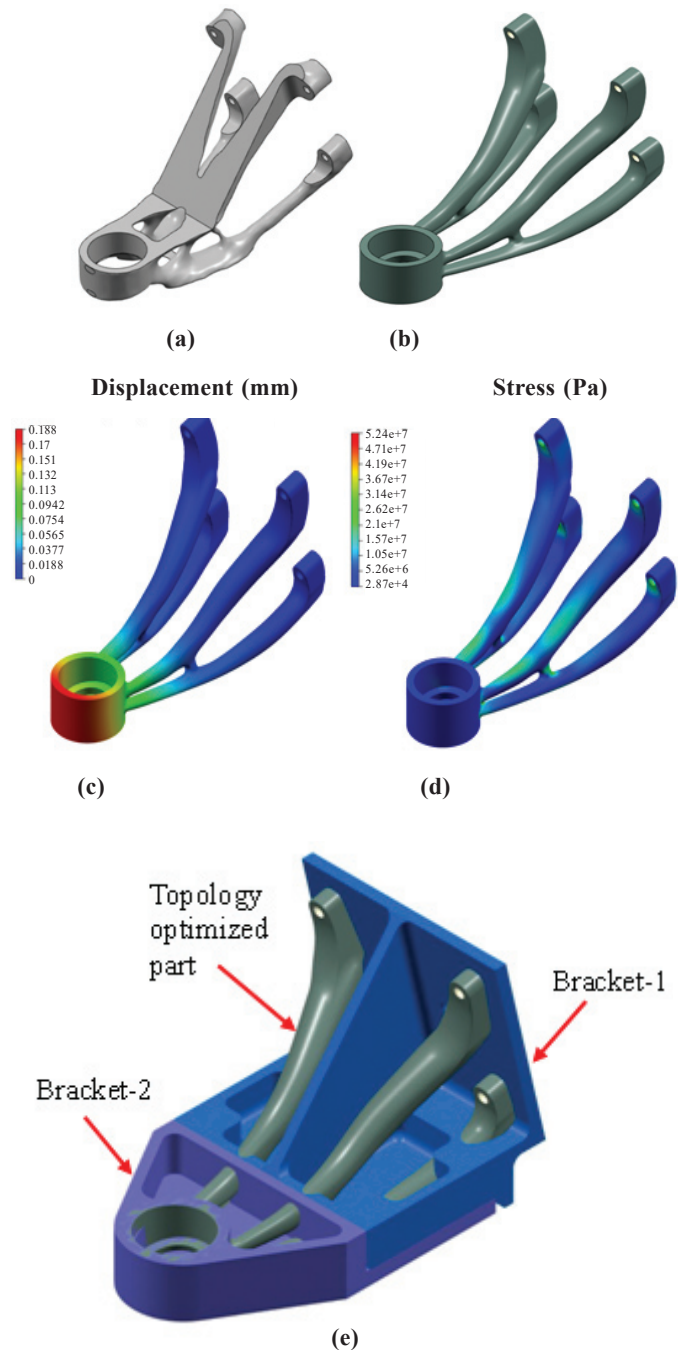 (a)
(b)
Displacement (mm)
Stress (Pa)
0.188
0.17
0.151
0.132
0.113
0.0942
0.0754
0.0565
0.0377
0.0188
0
5.24e+7
4.71e+7
4.19e+7
3.67e+7
3.14e+7
2.62e+7
2.1e+7
1.57e+7
1.05e+7
5.26e+6
2.87e+4
(c)
(d)
Topology
optimized
part
Bracket-1
Bracket-2
(e)